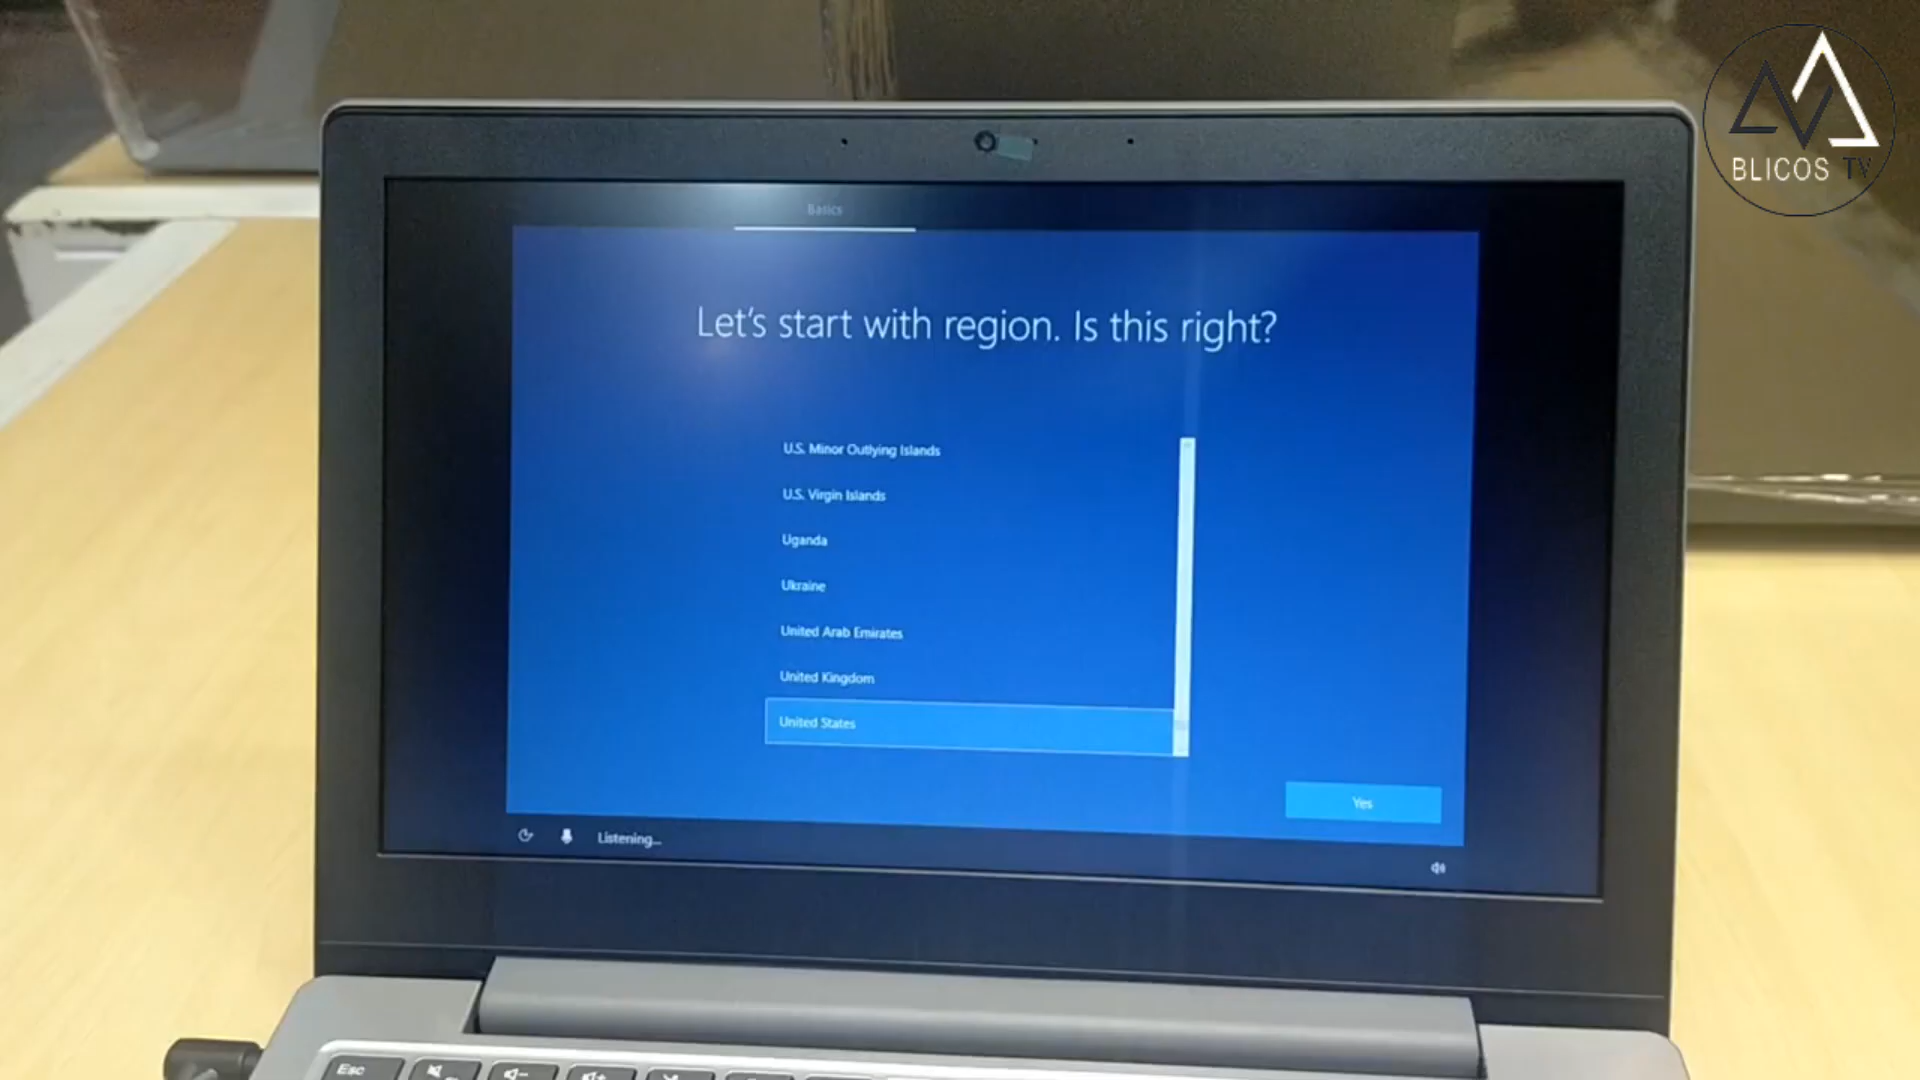 BLICOS TV
Basics
Let's start with region. Is this right?
U.S. Minor Outlying Islands
U.S. Virgin Islands
Uganda
Ukraine
United Arab Emirates
United Kingdom
United States
Yes
Listening...
Esc